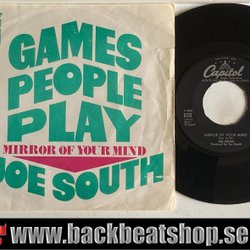 GAMES
PEOPLE
PLAY
MIRROR OF YOUR MIND
JOE SOUTH
Capitol
MIRROR OF YOUR MIND
JOE SOUTH
www.backbeatshop.se